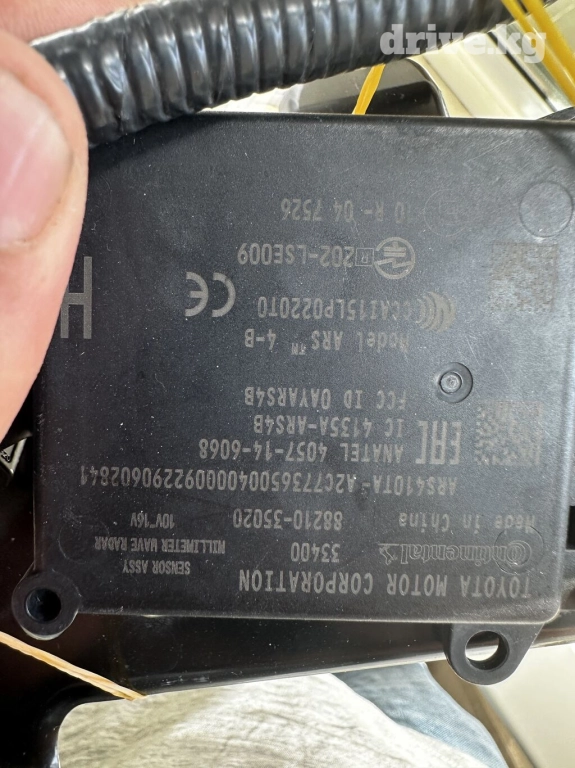 drive.kg
TOYOTA MOTOR CORPORATION
SENSOR ASSY
MILLIMETER WAVE RADAR
Continental
33400
Made in China
88210-35020
10V~16V
ARS410TA A2C77365004000092290602841
ANATEL 4057-14-6068
EAC
IC 4135A-ARS4B
FCC ID OAYARS4B
Model ARS™ 4-B
CCAI15LP0220T0
CE
H
R 202-LSE009
10 R- 04 7526